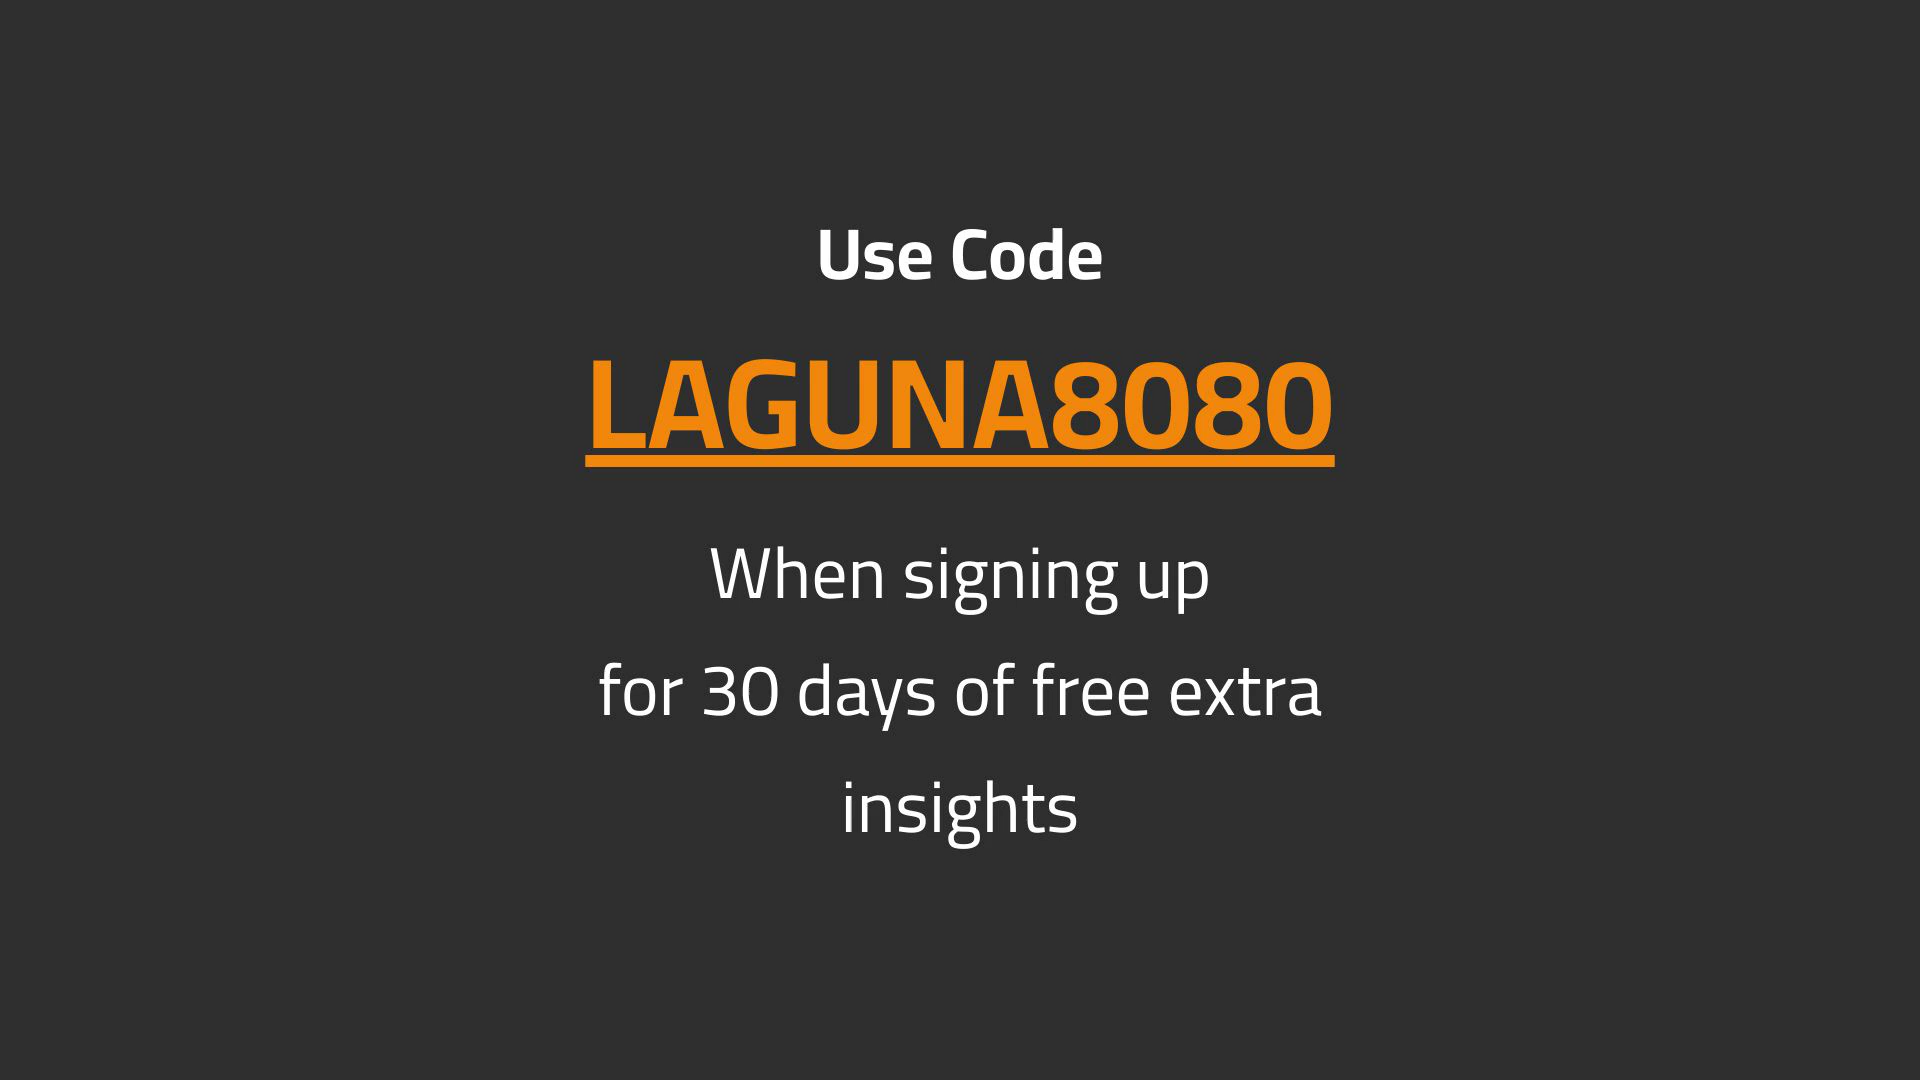 Use Code
LAGUNA8080
When signing up
for 30 days of free extra
insights